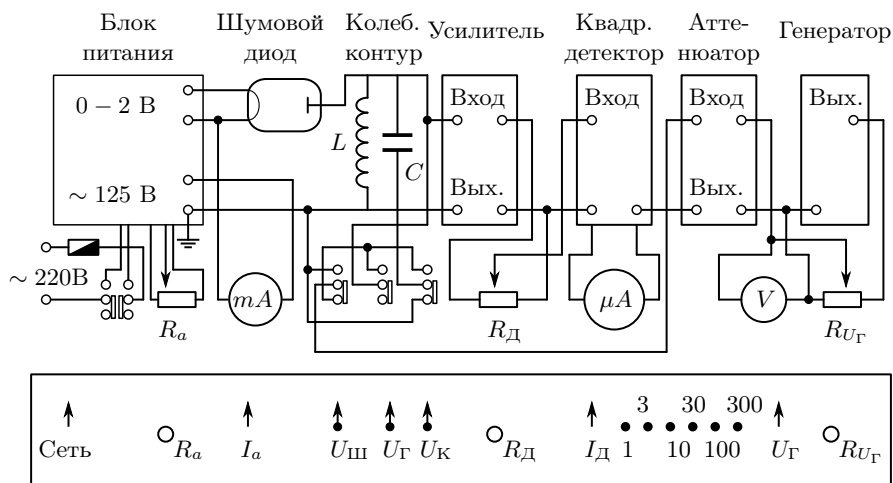 Блок питания
Шумовой диод
Колеб. контур
Усилитель
Квадр. детектор
Атте-нюатор
Генератор
0 − 2 В
∼ 125 В
L
C
Вход
Вых.
Вход
Вход
Вых.
Вых.
∼ 220В
R_a
mA
R_Д
μA
V
R_{U_Г}
3 30 300
Сеть R_a I_a U_Ш U_Г U_К R_Д I_Д 1 10 100 U_Г R_{U_Г}